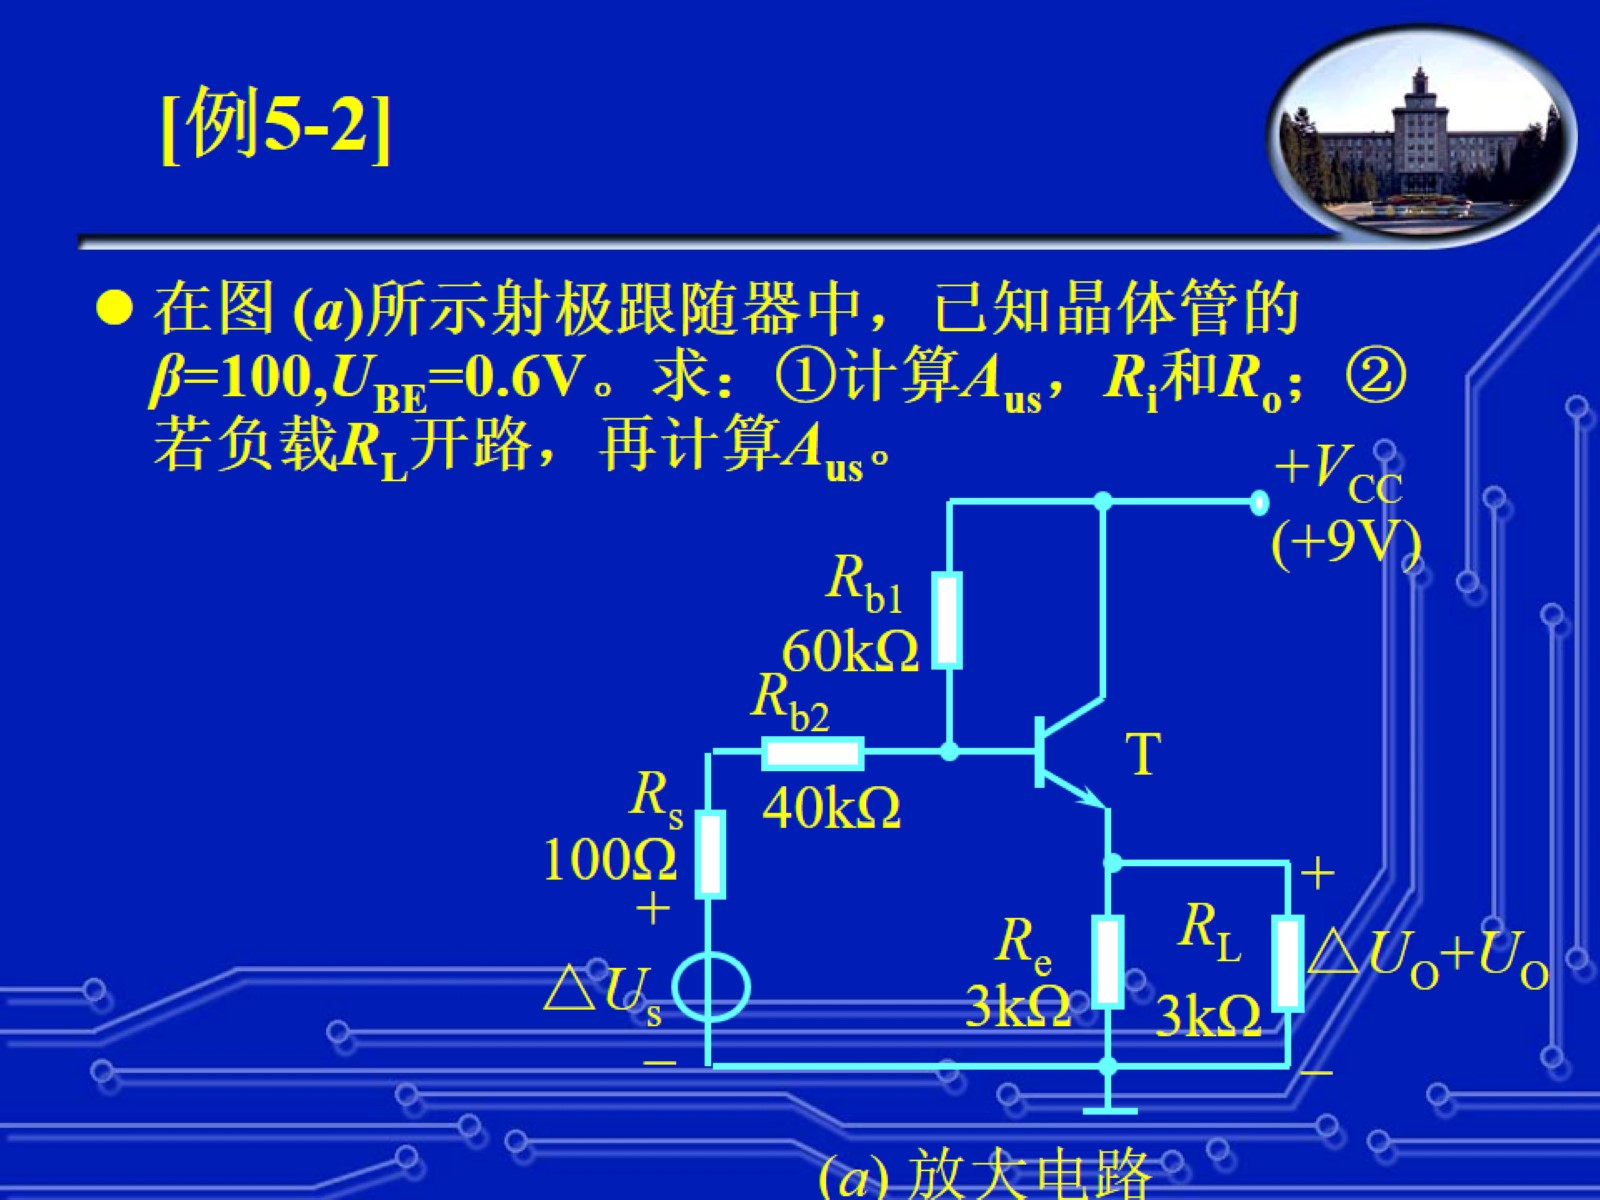 [例5-2]
在图 (a)所示射极跟随器中，已知晶体管的
β=100,UBE=0.6V。求：①计算Aus，Ri和Ro；②
若负载RL开路，再计算Aus。
+VCC
(+9V)
Rb1
60kΩ
Rb2
40kΩ
T
Rs
100Ω
+
△Us
−
Re
3kΩ
RL
3kΩ
+
△UO+UO
−
(a) 放大电路